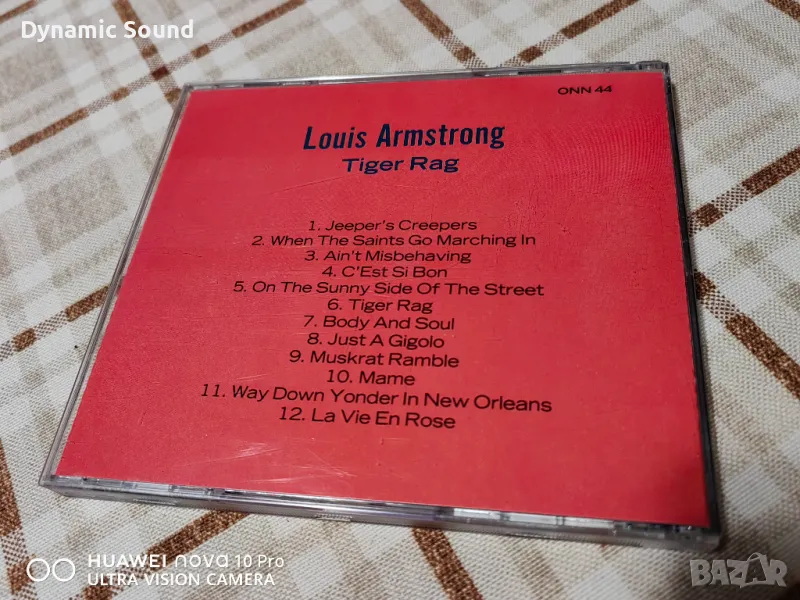 Dynamic Sound
ONN 44
Louis Armstrong
Tiger Rag
1. Jeeper's Creepers
2. When The Saints Go Marching In
3. Ain't Misbehaving
4. C'Est Si Bon
5. On The Sunny Side Of The Street
6. Tiger Rag
7. Body And Soul
8. Just A Gigolo
9. Muskrat Ramble
10. Mame
11. Way Down Yonder In New Orleans
12. La Vie En Rose
HUAWEI nova 10 Pro
ULTRA VISION CAMERA
BAZAR